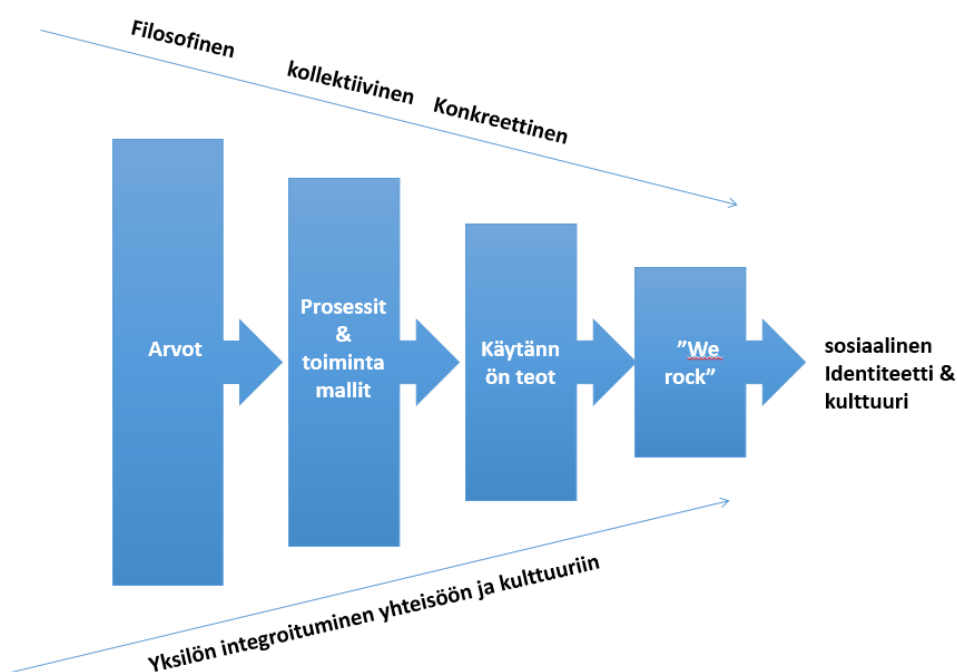 Filosofinen
kollektiivinen
Konkreettinen
Arvot
Prosessit
&
toiminta
mallit
Käytänn
ön teot
”We
rock”
sosiaalinen
Identiteetti &
kulttuuri
Yksilön integroituminen yhteisöön ja kulttuuriin